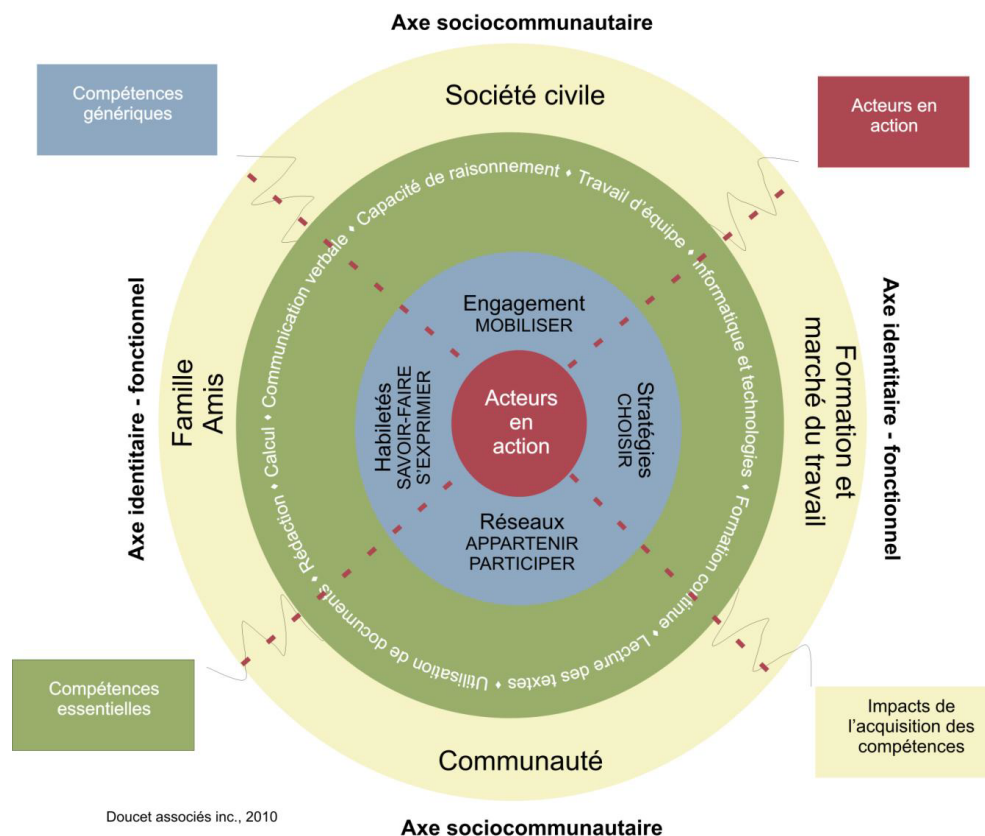 Axe sociocommunautaire
Compétences
génériques
Acteurs en
action
Société civile
Communication verbale ♦ Capacité de raisonnement ♦ Travail d'équipe ♦ Informatique et technologies ♦ Formation continue ♦ Lecture des textes ♦ Utilisation de documents ♦ Rédaction ♦ Calcul ♦
Engagement
MOBILISER
Axe identitaire - fonctionnel
Famille
Amis
Habiletés
SAVOIR-FAIRE
S'EXPRIMIER
Acteurs
en
action
Stratégies
CHOISIR
Formation et
marché du travail
Axe identitaire - fonctionnel
Réseaux
APPARTENIR
PARTICIPER
Compétences
essentielles
Impacts de
l'acquisition des
compétences
Communauté
Doucet associés inc., 2010
Axe sociocommunautaire